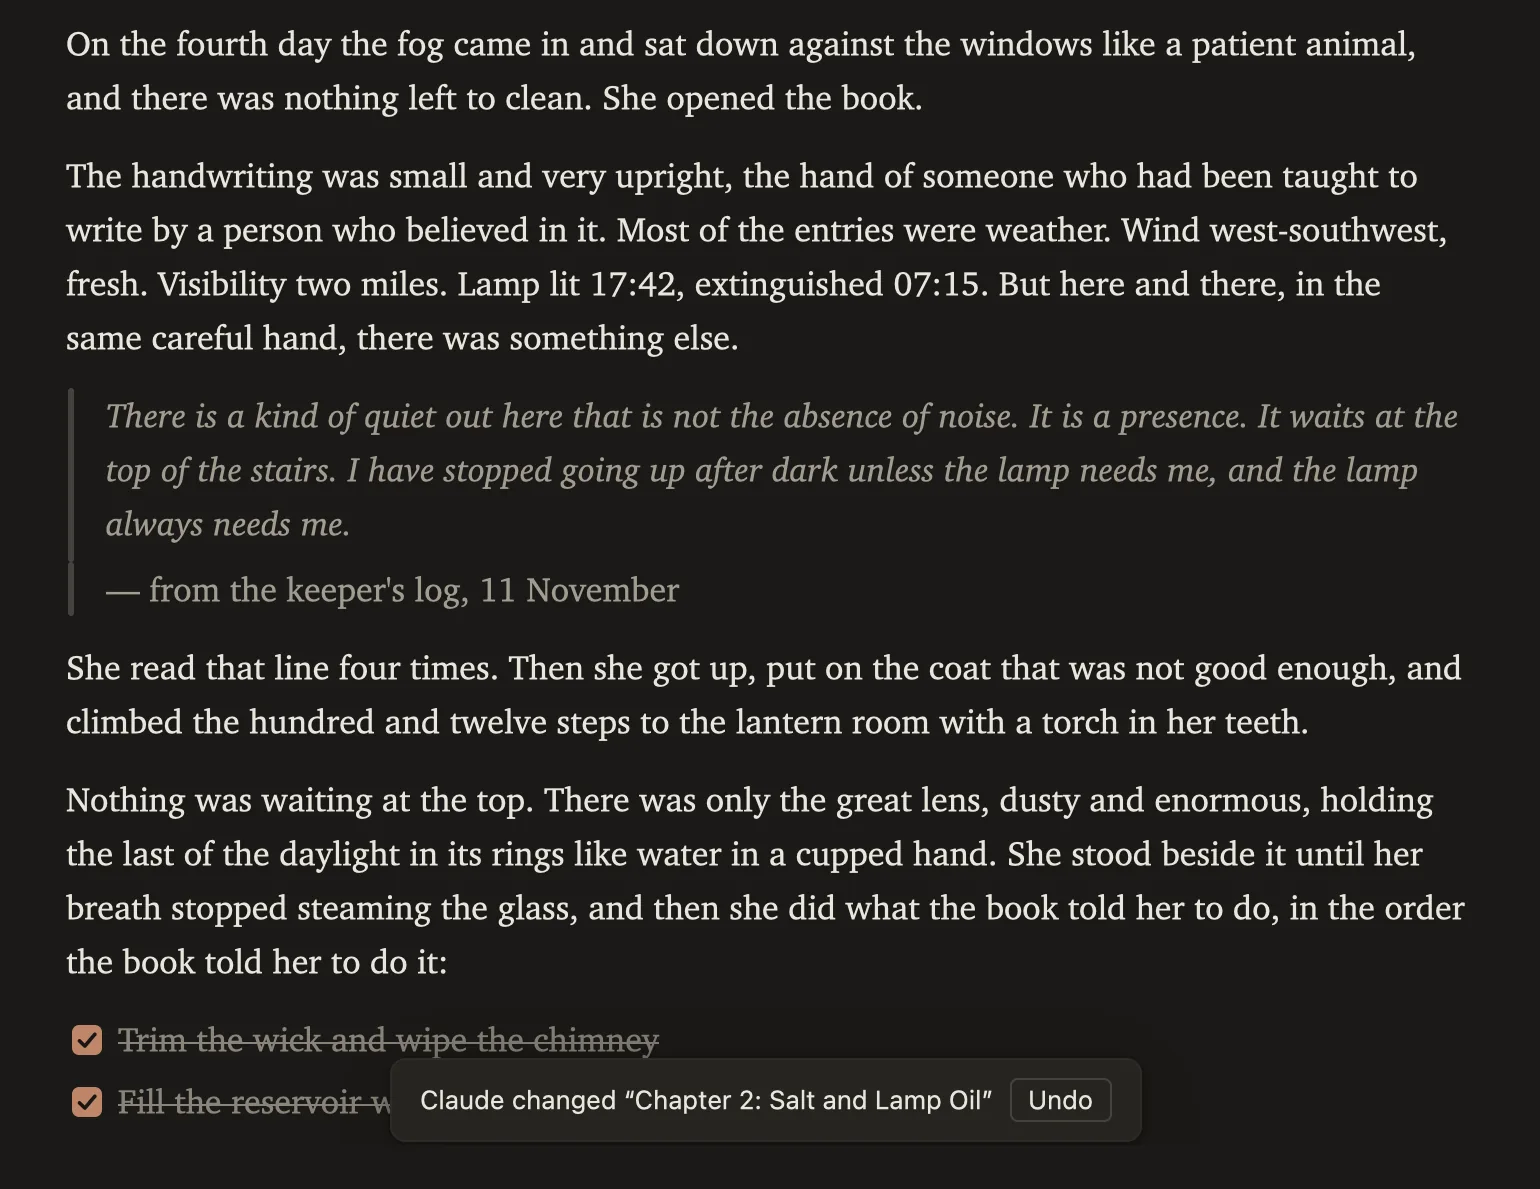 On the fourth day the fog came in and sat down against the windows like a patient animal,
and there was nothing left to clean. She opened the book.
The handwriting was small and very upright, the hand of someone who had been taught to
write by a person who believed in it. Most of the entries were weather. Wind west-southwest,
fresh. Visibility two miles. Lamp lit 17:42, extinguished 07:15. But here and there, in the
same careful hand, there was something else.
There is a kind of quiet out here that is not the absence of noise. It is a presence. It waits at the
top of the stairs. I have stopped going up after dark unless the lamp needs me, and the lamp
always needs me.
— from the keeper's log, 11 November
She read that line four times. Then she got up, put on the coat that was not good enough, and
climbed the hundred and twelve steps to the lantern room with a torch in her teeth.
Nothing was waiting at the top. There was only the great lens, dusty and enormous, holding
the last of the daylight in its rings like water in a cupped hand. She stood beside it until her
breath stopped steaming the glass, and then she did what the book told her to do, in the order
the book told her to do it:
Trim the wick and wipe the chimney
Fill the reservoir
Claude changed “Chapter 2: Salt and Lamp Oil” Undo